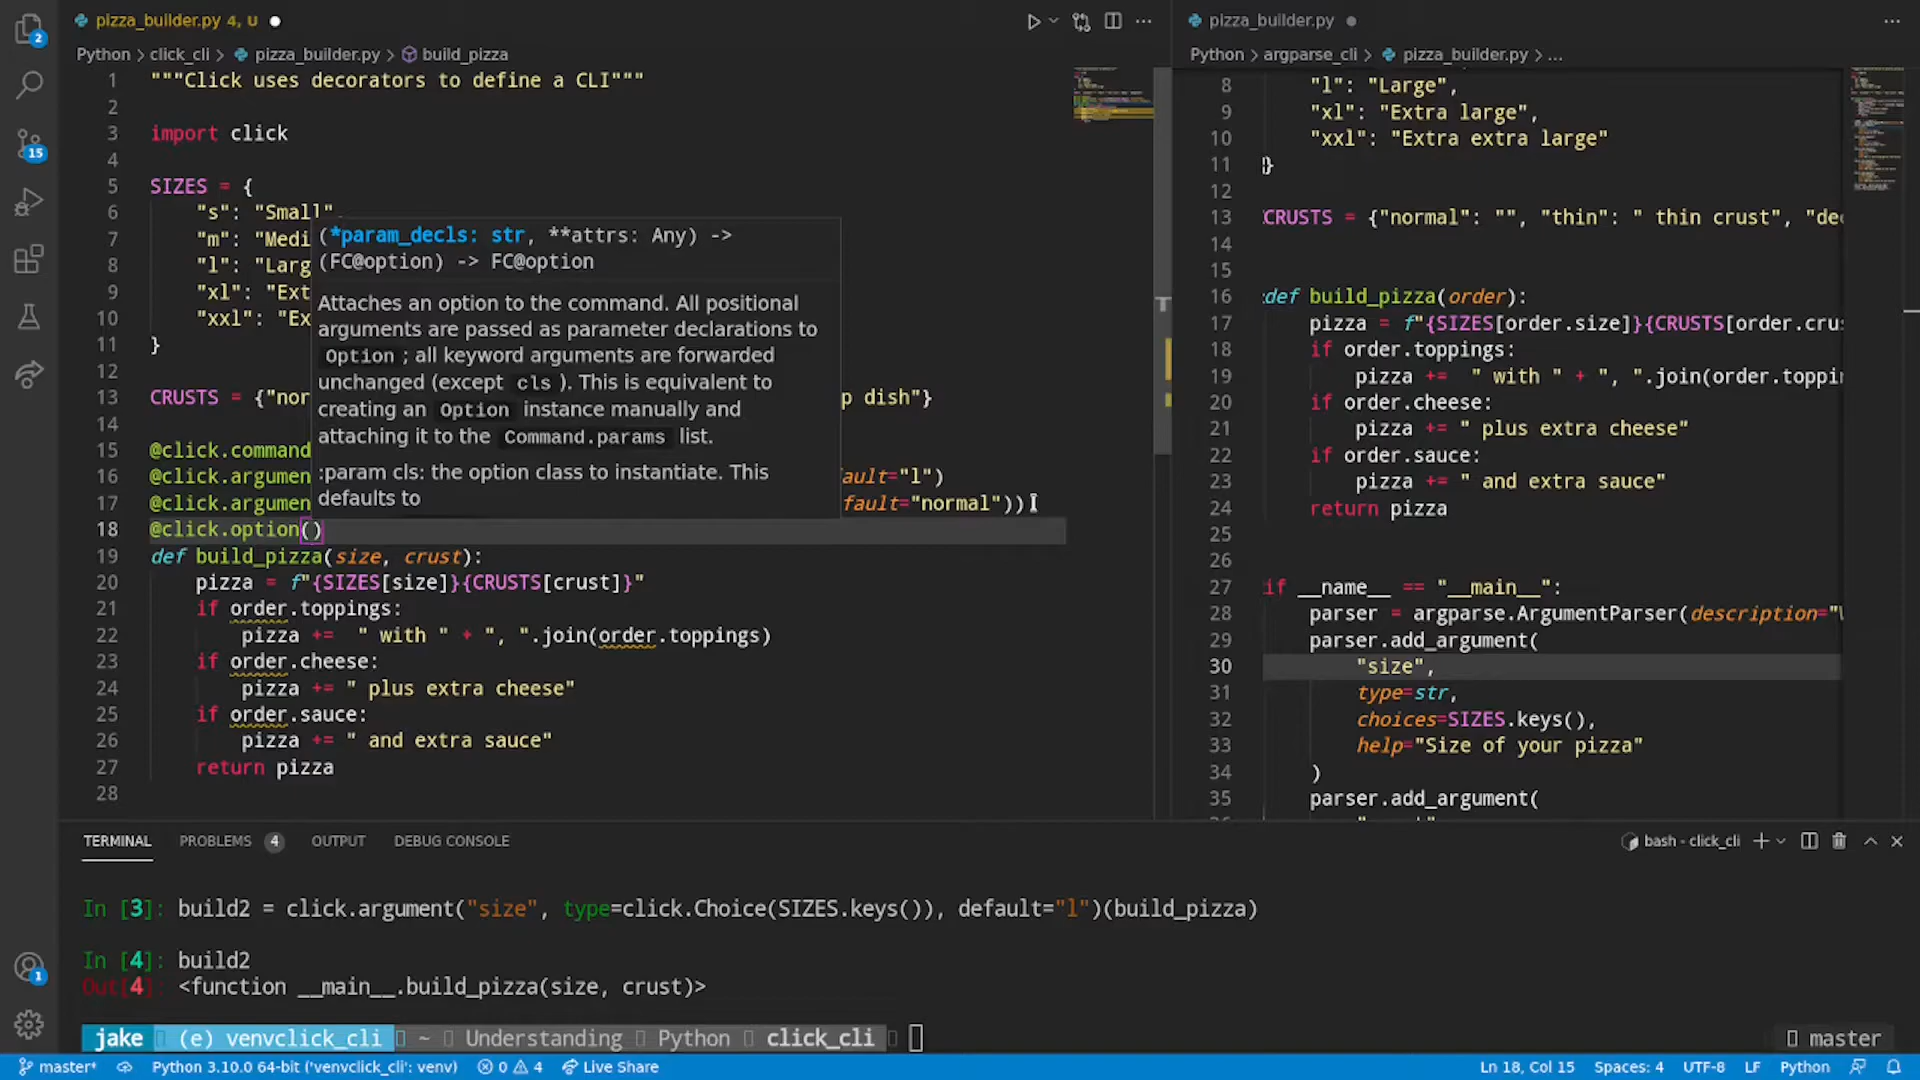 pizza_builder.py 4, U
Python > click_cli > pizza_builder.py > build_pizza
1 """Click uses decorators to define a CLI"""
2
3 import click
4
5 SIZES = {
6 "s": "Small",
7 "m": "Medi
8 "l": "Larg
9 "xl": "Ext
10 "xxl": "Ex
11 }
12
13 CRUSTS = {"nor p dish"}
14
15 @click.command
16 @click.argumen ault="l")
17 @click.argumen fault="normal"))
18 @click.option()
19 def build_pizza(size, crust):
20 pizza = f"{SIZES[size]}{CRUSTS[crust]}"
21 if order.toppings:
22 pizza += " with " + ", ".join(order.toppings)
23 if order.cheese:
24 pizza += " plus extra cheese"
25 if order.sauce:
26 pizza += " and extra sauce"
27 return pizza
28
(*param_decls: str, **attrs: Any) ->
(FC@option) -> FC@option
Attaches an option to the command. All positional
arguments are passed as parameter declarations to
Option ; all keyword arguments are forwarded
unchanged (except cls ). This is equivalent to
creating an Option instance manually and
attaching it to the Command.params list.
:param cls: the option class to instantiate. This
defaults to
pizza_builder.py
Python > argparse_cli > pizza_builder.py > ...
8 "l": "Large",
9 "xl": "Extra large",
10 "xxl": "Extra extra large"
11 }
12
13 CRUSTS = {"normal": "", "thin": " thin crust", "dee
14
15
16 def build_pizza(order):
17 pizza = f"{SIZES[order.size]}{CRUSTS[order.crus
18 if order.toppings:
19 pizza += " with " + ", ".join(order.toppin
20 if order.cheese:
21 pizza += " plus extra cheese"
22 if order.sauce:
23 pizza += " and extra sauce"
24 return pizza
25
26
27 if __name__ == "__main__":
28 parser = argparse.ArgumentParser(description="
29 parser.add_argument(
30 "size",
31 type=str,
32 choices=SIZES.keys(),
33 help="Size of your pizza"
34 )
35 parser.add_argument(
2
15
1
TERMINAL PROBLEMS 4 OUTPUT DEBUG CONSOLE
bash - click_cli
In [3]: build2 = click.argument("size", type=click.Choice(SIZES.keys()), default="l")(build_pizza)
In [4]: build2
Out[4]: <function __main__.build_pizza(size, crust)>
jake (e) venvclick_cli ~ Understanding Python click_cli
master
master* Python 3.10.0 64-bit ('venvclick_cli': venv) 0 4 Live Share
Ln 18, Col 15 Spaces: 4 UTF-8 LF Python